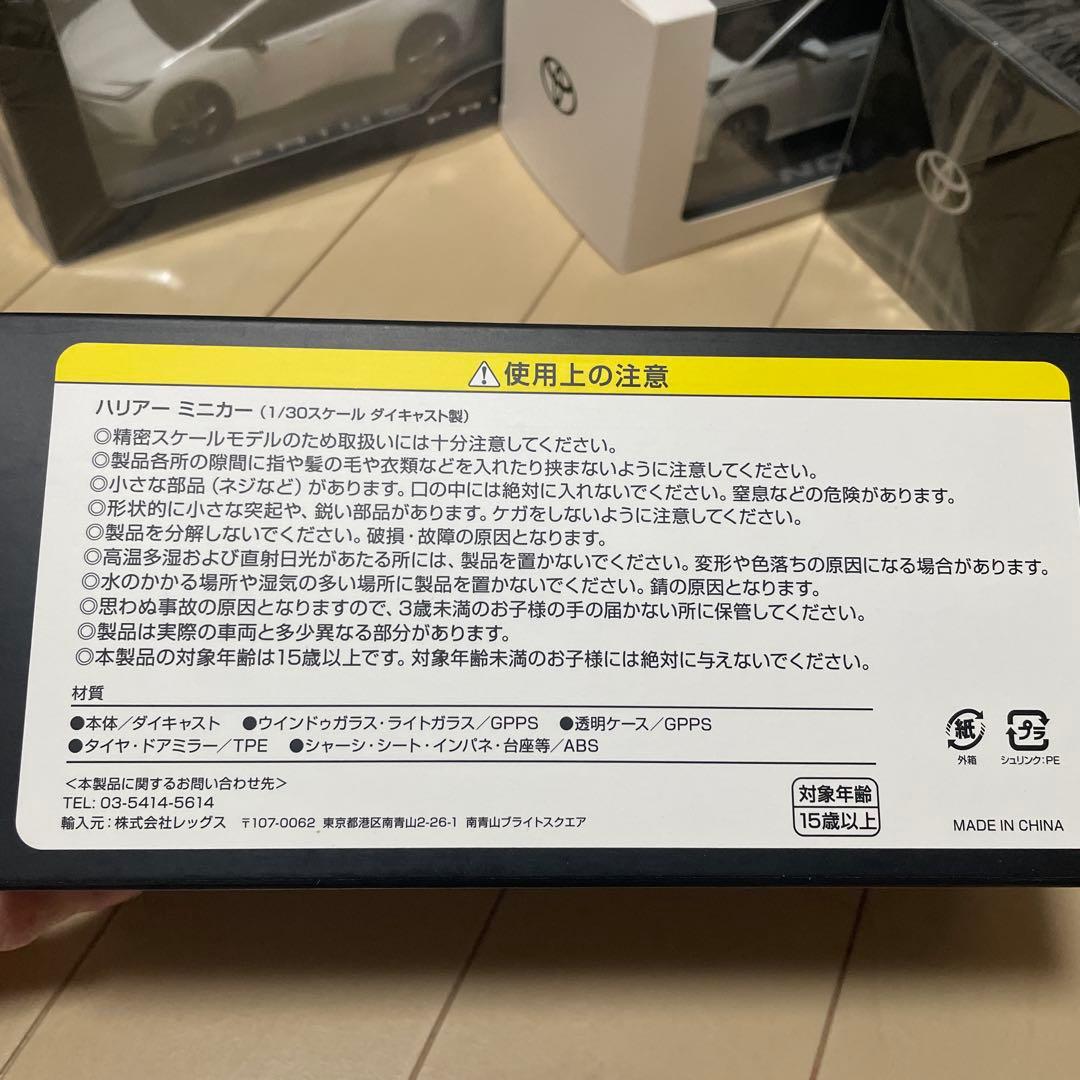 PRIUS
NO
使用上の注意
ハリアー ミニカー（1/30スケール ダイキャスト製）
◎精密スケールモデルのため取扱いには十分注意してください。
◎製品各所の隙間に指や髪の毛や衣類などを入れたり挟まないように注意してください。
◎小さな部品（ネジなど）があります。口の中には絶対に入れないでください。窒息などの危険があります。
◎形状的に小さな突起や、鋭い部品があります。ケガをしないように注意してください。
◎製品を分解しないでください。破損・故障の原因となります。
◎高温多湿および直射日光があたる所には、製品を置かないでください。変形や色落ちの原因になる場合があります。
◎水のかかる場所や湿気の多い場所に製品を置かないでください。錆の原因となります。
◎思わぬ事故の原因となりますので、3歳未満のお子様の手の届かない所に保管してください。
◎製品は実際の車両と多少異なる部分があります。
◎本製品の対象年齢は15歳以上です。対象年齢未満のお子様には絶対に与えないでください。
材質
●本体／ダイキャスト ●ウインドゥガラス・ライトガラス／GPPS ●透明ケース／GPPS
●タイヤ・ドアミラー／TPE ●シャーシ・シート・インパネ・台座等／ABS
紙
外箱
プラ
シュリンク:PE
＜本製品に関するお問い合わせ先＞
TEL: 03-5414-5614
輸入元：株式会社レッグス 〒107-0062 東京都港区南青山2-26-1 南青山ブライトスクエア
対象年齢
15歳以上
MADE IN CHINA